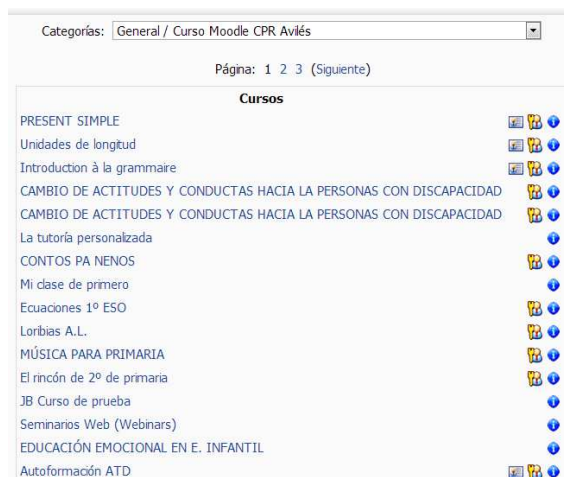 Categorías: General / Curso Moodle CPR Avilés
Página: 1 2 3 (Siguiente)
Cursos
PRESENT SIMPLE
Unidades de longitud
Introduction à la grammaire
CAMBIO DE ACTITUDES Y CONDUCTAS HACIA LA PERSONAS CON DISCAPACIDAD
CAMBIO DE ACTITUDES Y CONDUCTAS HACIA LA PERSONAS CON DISCAPACIDAD
La tutoría personalizada
CONTOS PA NENOS
Mi clase de primero
Ecuaciones 1º ESO
Loribias A.L.
MÚSICA PARA PRIMARIA
El rincón de 2º de primaria
JB Curso de prueba
Seminarios Web (Webinars)
EDUCACIÓN EMOCIONAL EN E. INFANTIL
Autoformación ATD